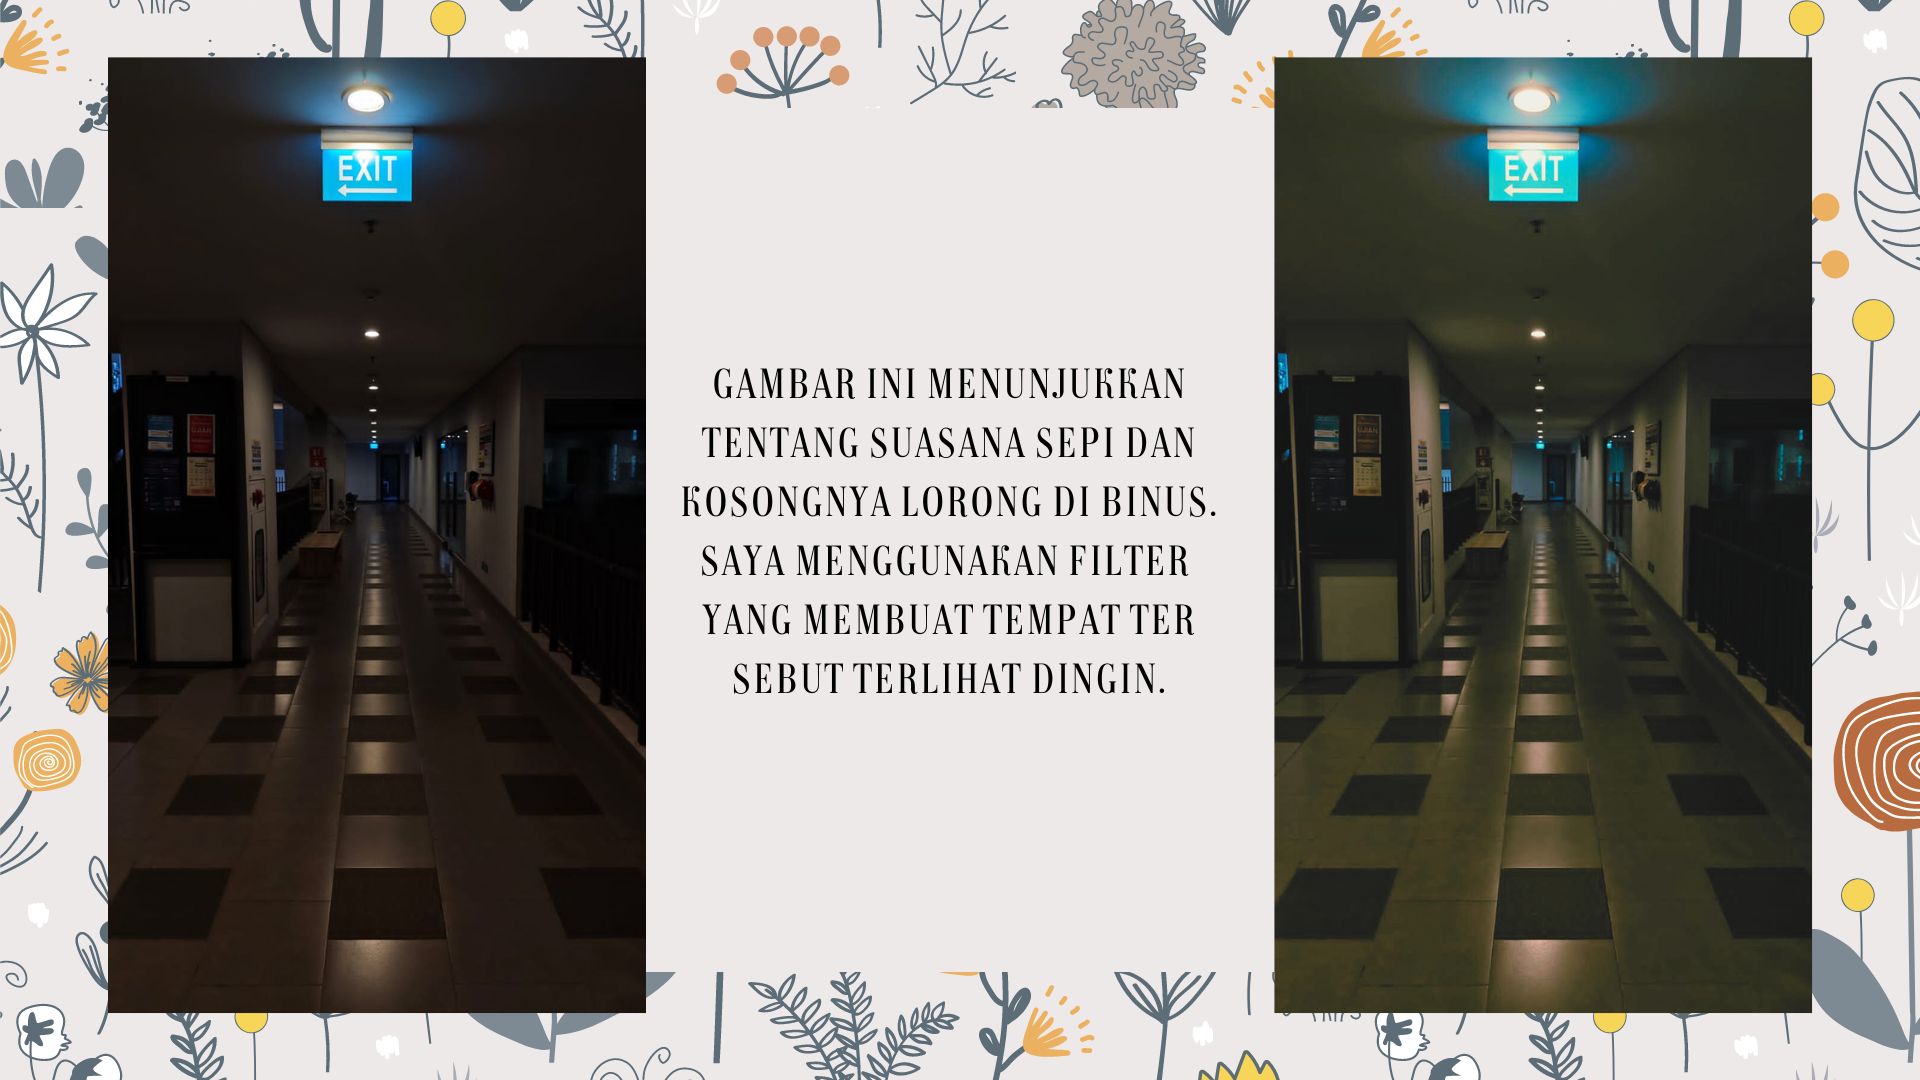 EXIT
GAMBAR INI MENUNJUKKAN
TENTANG SUASANA SEPI DAN
KOSONGNYA LORONG DI BINUS.
SAYA MENGGUNAKAN FILTER
YANG MEMBUAT TEMPAT TER
SEBUT TERLIHAT DINGIN.
EXIT